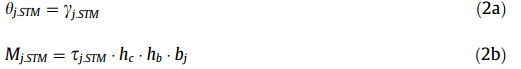 θj.STM = γj.STM (2a)
Mj.STM = τj.STM · hc · hb · bj (2b)